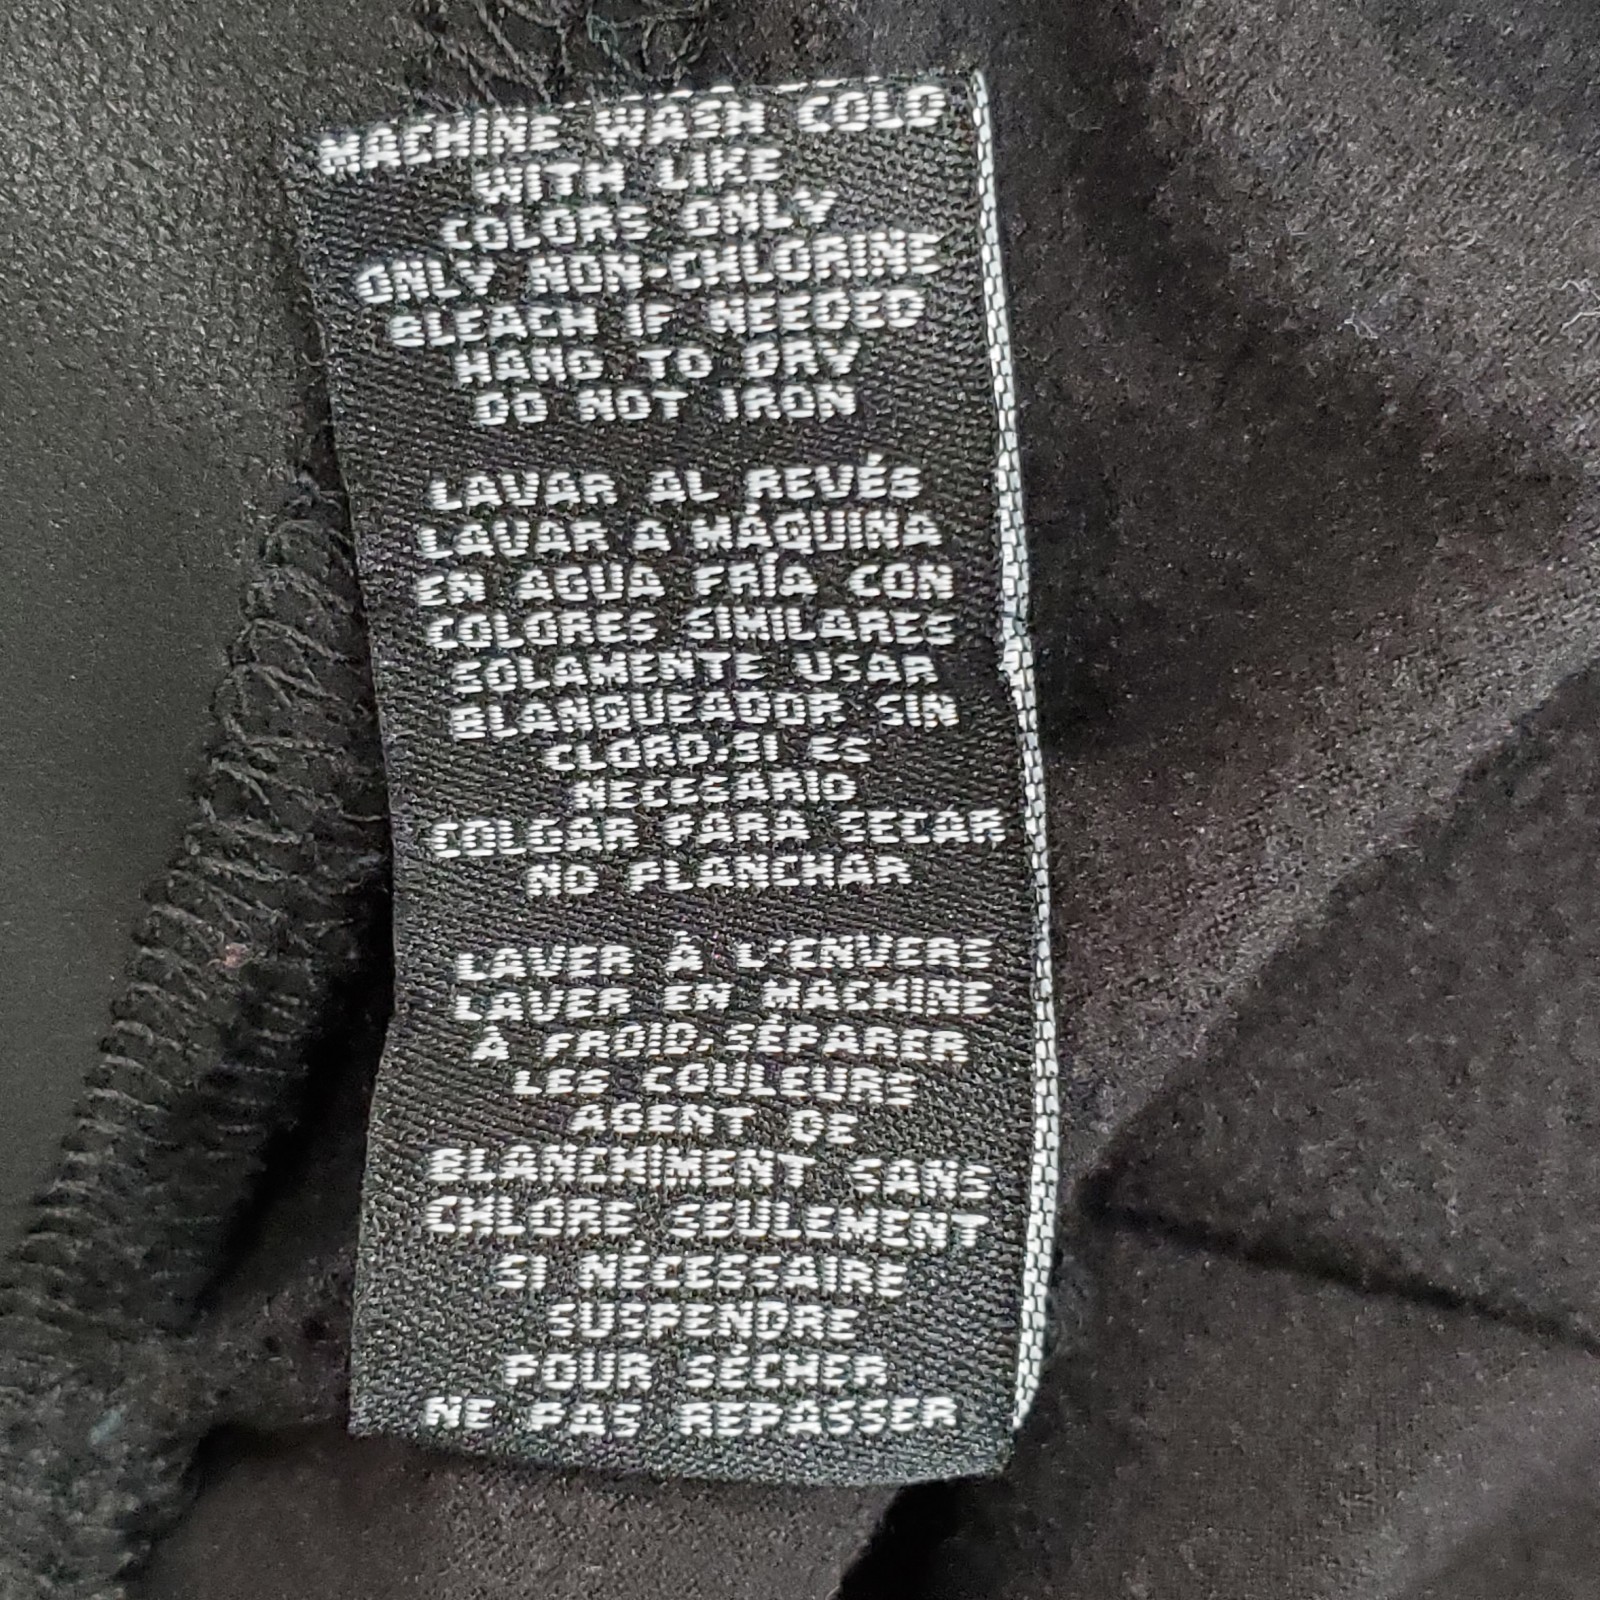 MACHINE WASH COLD
WITH LIKE
COLORS ONLY
ONLY NON-CHLORINE
BLEACH IF NEEDED
HANG TO DRY
DO NOT IRON
LAVAR AL REVÉS
LAVAR A MÁQUINA
EN AGUA FRÍA CON
COLORES SIMILARES
SOLAMENTE USAR
BLANQUEADOR SIN
CLORO.SI ES
NECESARIO
COLGAR PARA SECAR
NO PLANCHAR
LAVER À L'ENVERS
LAVER EN MACHINE
À FROID.SÉPARER
LES COULEURS
AGENT DE
BLANCHIMENT SANS
CHLORE SEULEMENT
SI NÉCESSAIRE
SUSPENDRE
POUR SÉCHER
NE PAS REPASSER